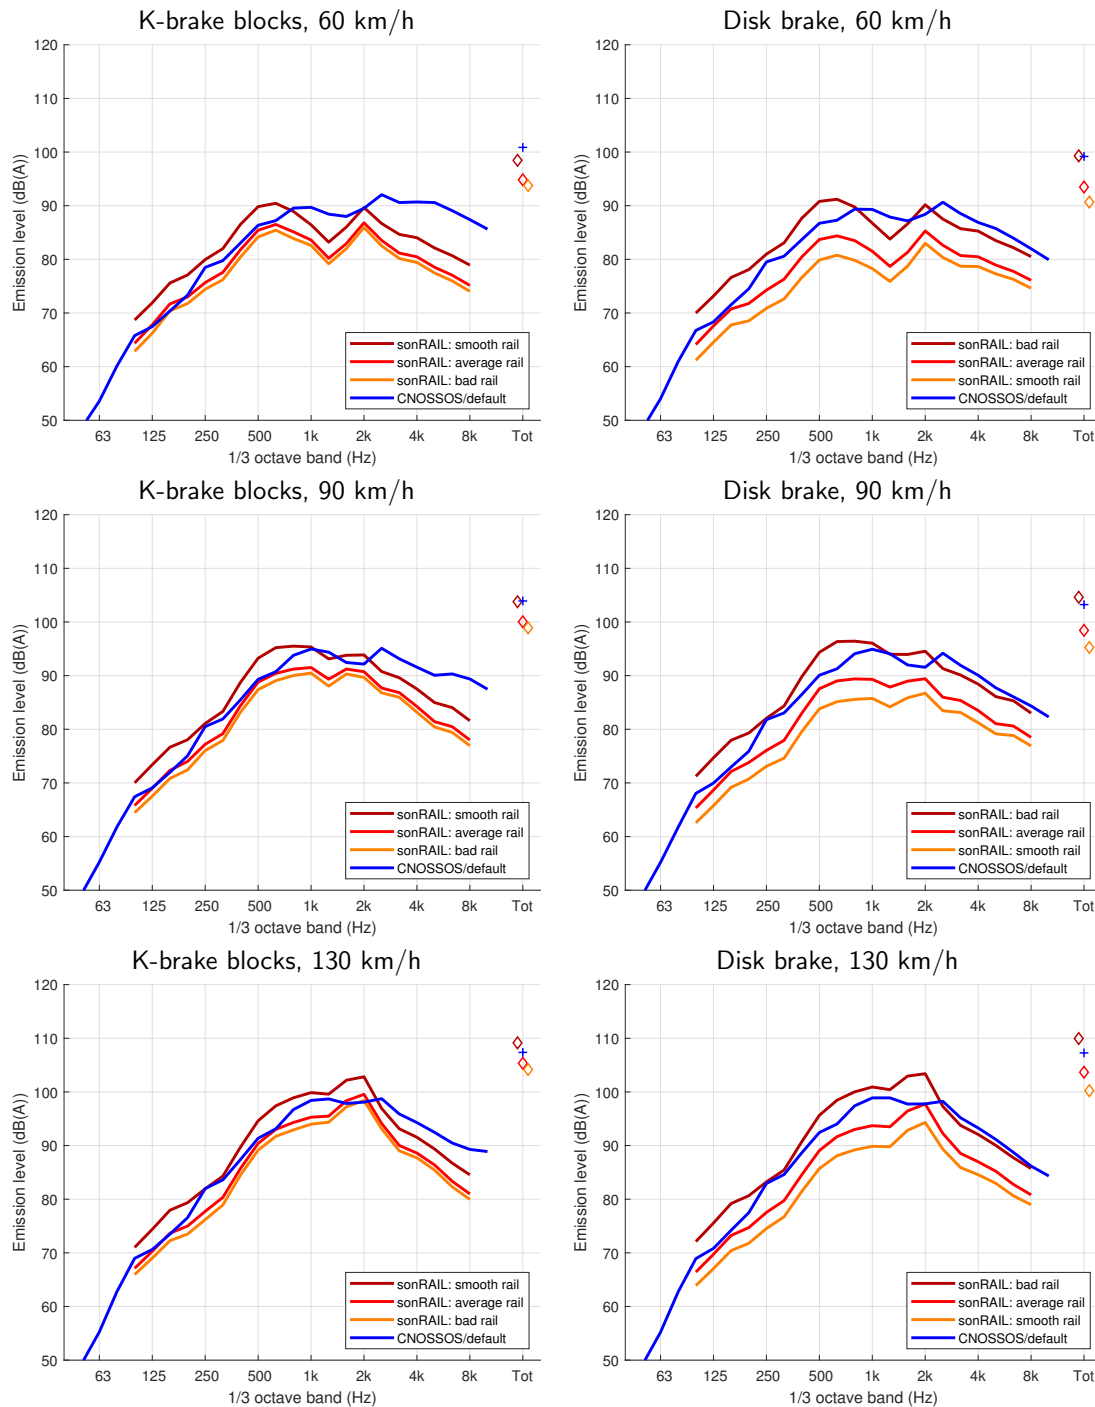 K-brake blocks, 60 km/h
120
110
100
90
80
70
60
50
Emission level (dB(A))
63 125 250 500 1k 2k 4k 8k Tot
1/3 octave band (Hz)
sonRAIL: smooth rail
sonRAIL: average rail
sonRAIL: bad rail
CNOSSOS/default
Disk brake, 60 km/h
120
110
100
90
80
70
60
50
Emission level (dB(A))
63 125 250 500 1k 2k 4k 8k Tot
1/3 octave band (Hz)
sonRAIL: bad rail
sonRAIL: average rail
sonRAIL: smooth rail
CNOSSOS/default
K-brake blocks, 90 km/h
120
110
100
90
80
70
60
50
Emission level (dB(A))
63 125 250 500 1k 2k 4k 8k Tot
1/3 octave band (Hz)
sonRAIL: smooth rail
sonRAIL: average rail
sonRAIL: bad rail
CNOSSOS/default
Disk brake, 90 km/h
120
110
100
90
80
70
60
50
Emission level (dB(A))
63 125 250 500 1k 2k 4k 8k Tot
1/3 octave band (Hz)
sonRAIL: bad rail
sonRAIL: average rail
sonRAIL: smooth rail
CNOSSOS/default
K-brake blocks, 130 km/h
120
110
100
90
80
70
60
50
Emission level (dB(A))
63 125 250 500 1k 2k 4k 8k Tot
1/3 octave band (Hz)
sonRAIL: smooth rail
sonRAIL: average rail
sonRAIL: bad rail
CNOSSOS/default
Disk brake, 130 km/h
120
110
100
90
80
70
60
50
Emission level (dB(A))
63 125 250 500 1k 2k 4k 8k Tot
1/3 octave band (Hz)
sonRAIL: bad rail
sonRAIL: average rail
sonRAIL: smooth rail
CNOSSOS/default